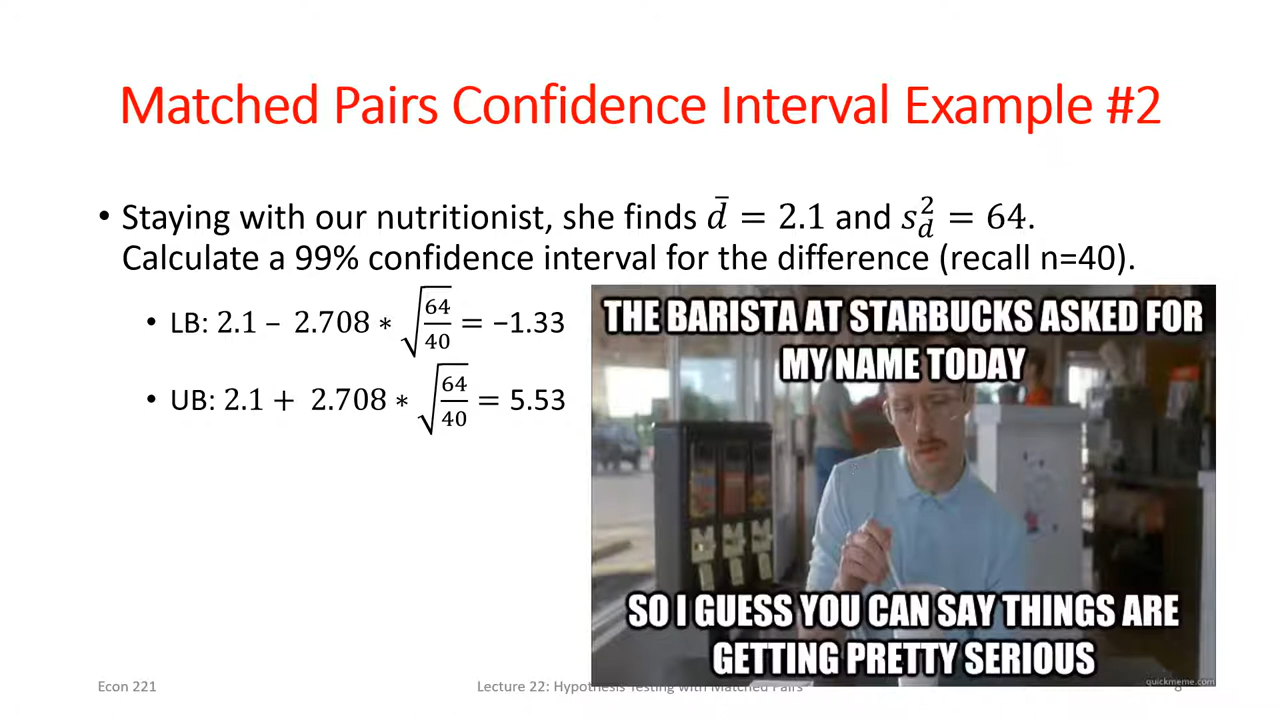 Matched Pairs Confidence Interval Example #2
• Staying with our nutritionist, she finds d̄ = 2.1 and s_d^2 = 64.
Calculate a 99% confidence interval for the difference (recall n=40).
• LB: 2.1 – 2.708 ∗ √(64/40) = −1.33
• UB: 2.1 + 2.708 ∗ √(64/40) = 5.53
THE BARISTA AT STARBUCKS ASKED FOR
MY NAME TODAY
SO I GUESS YOU CAN SAY THINGS ARE
GETTING PRETTY SERIOUS
quickmeme.com
Econ 221
Lecture 22: Hypothesis Testing with Matched Pairs
8